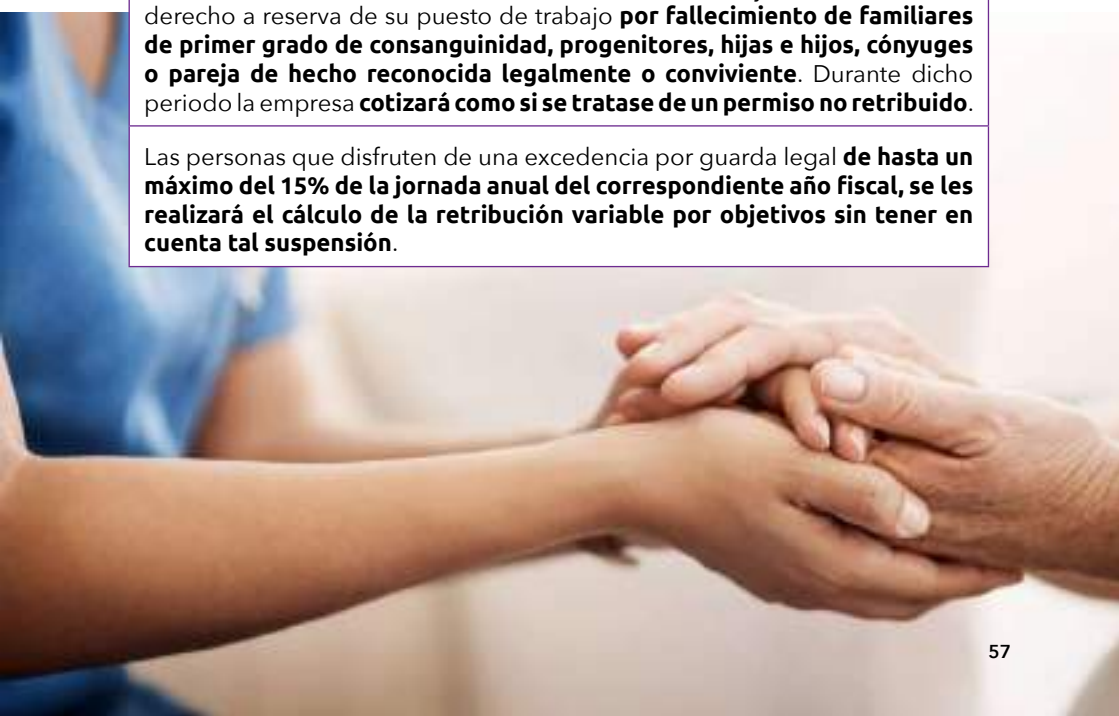 derecho a reserva de su puesto de trabajo por fallecimiento de familiares
de primer grado de consanguinidad, progenitores, hijas e hijos, cónyuges
o pareja de hecho reconocida legalmente o conviviente. Durante dicho
periodo la empresa cotizará como si se tratase de un permiso no retribuido.
Las personas que disfruten de una excedencia por guarda legal de hasta un
máximo del 15% de la jornada anual del correspondiente año fiscal, se les
realizará el cálculo de la retribución variable por objetivos sin tener en
cuenta tal suspensión.
57